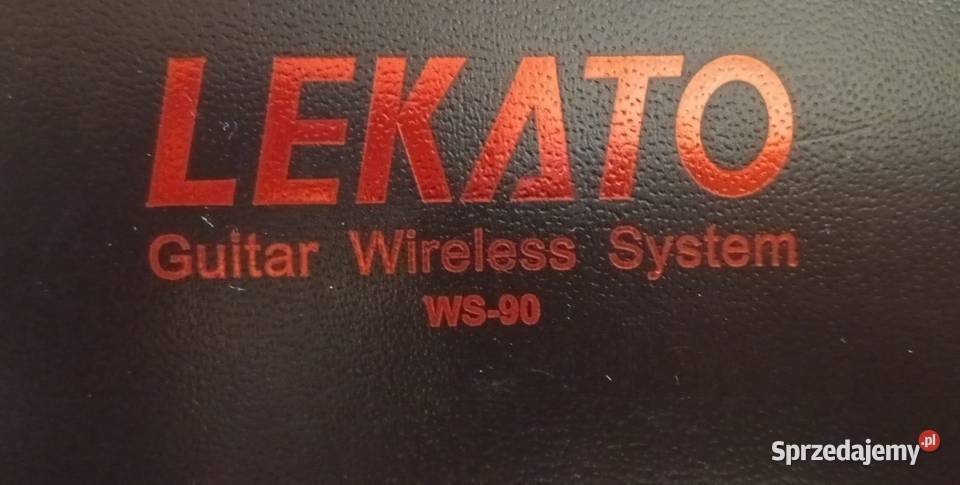 LEKATO
Guitar Wireless System
WS-90
Sprzedajemy.pl